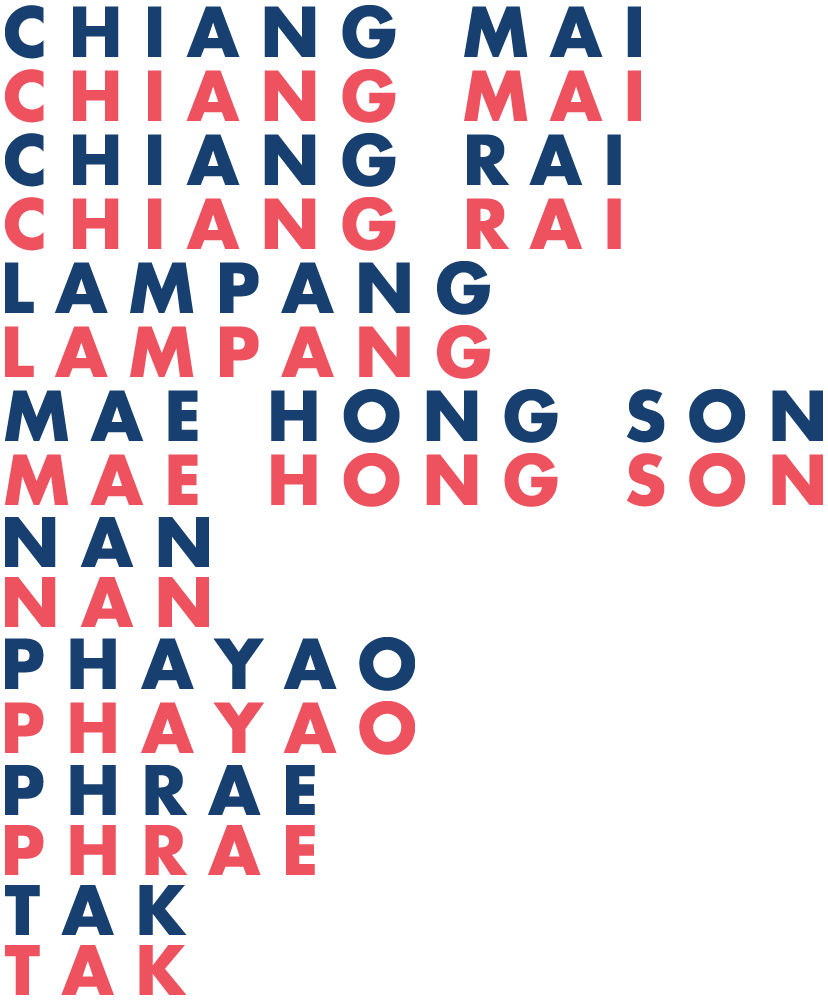 CHIANG MAI
CHIANG MAI
CHIANG RAI
CHIANG RAI
LAMPANG
LAMPANG
MAE HONG SON
MAE HONG SON
NAN
NAN
PHAYAO
PHAYAO
PHRAE
PHRAE
TAK
TAK